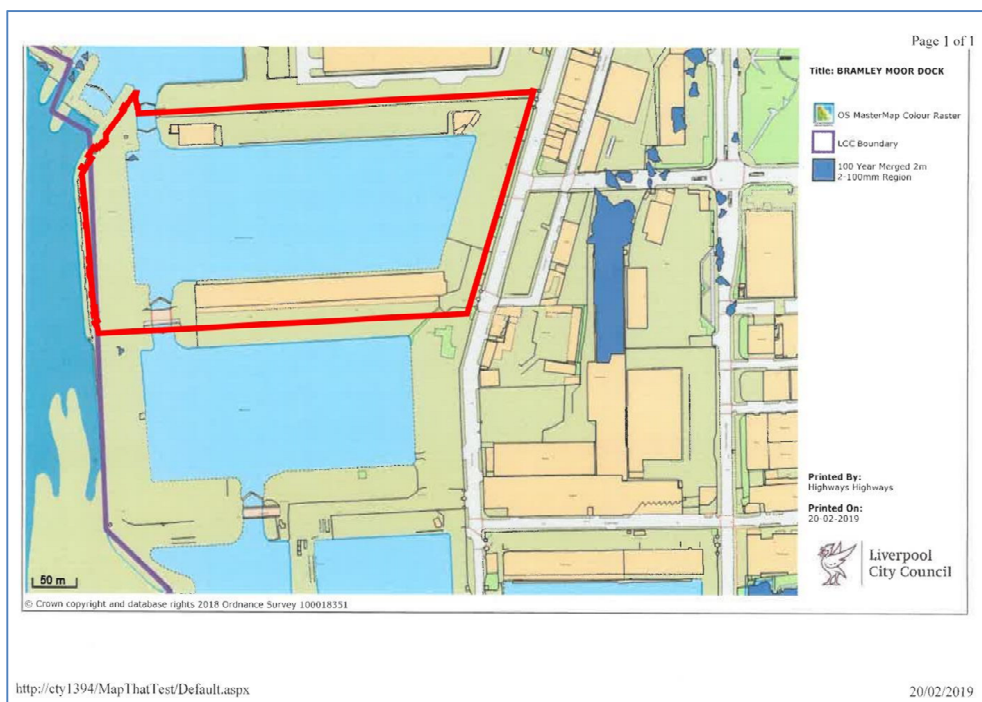 Page 1 of 1
Title: BRAMLEY MOOR DOCK
OS MasterMap Colour Raster
LCC Boundary
100 Year Merged 2m
2-100mm Region
Printed By:
Highways Highways
Printed On:
20-02-2019
Liverpool
City Council
50 m
© Crown copyright and database rights 2018 Ordnance Survey 100018351
http://cty1394/MapThatTest/Default.aspx
20/02/2019